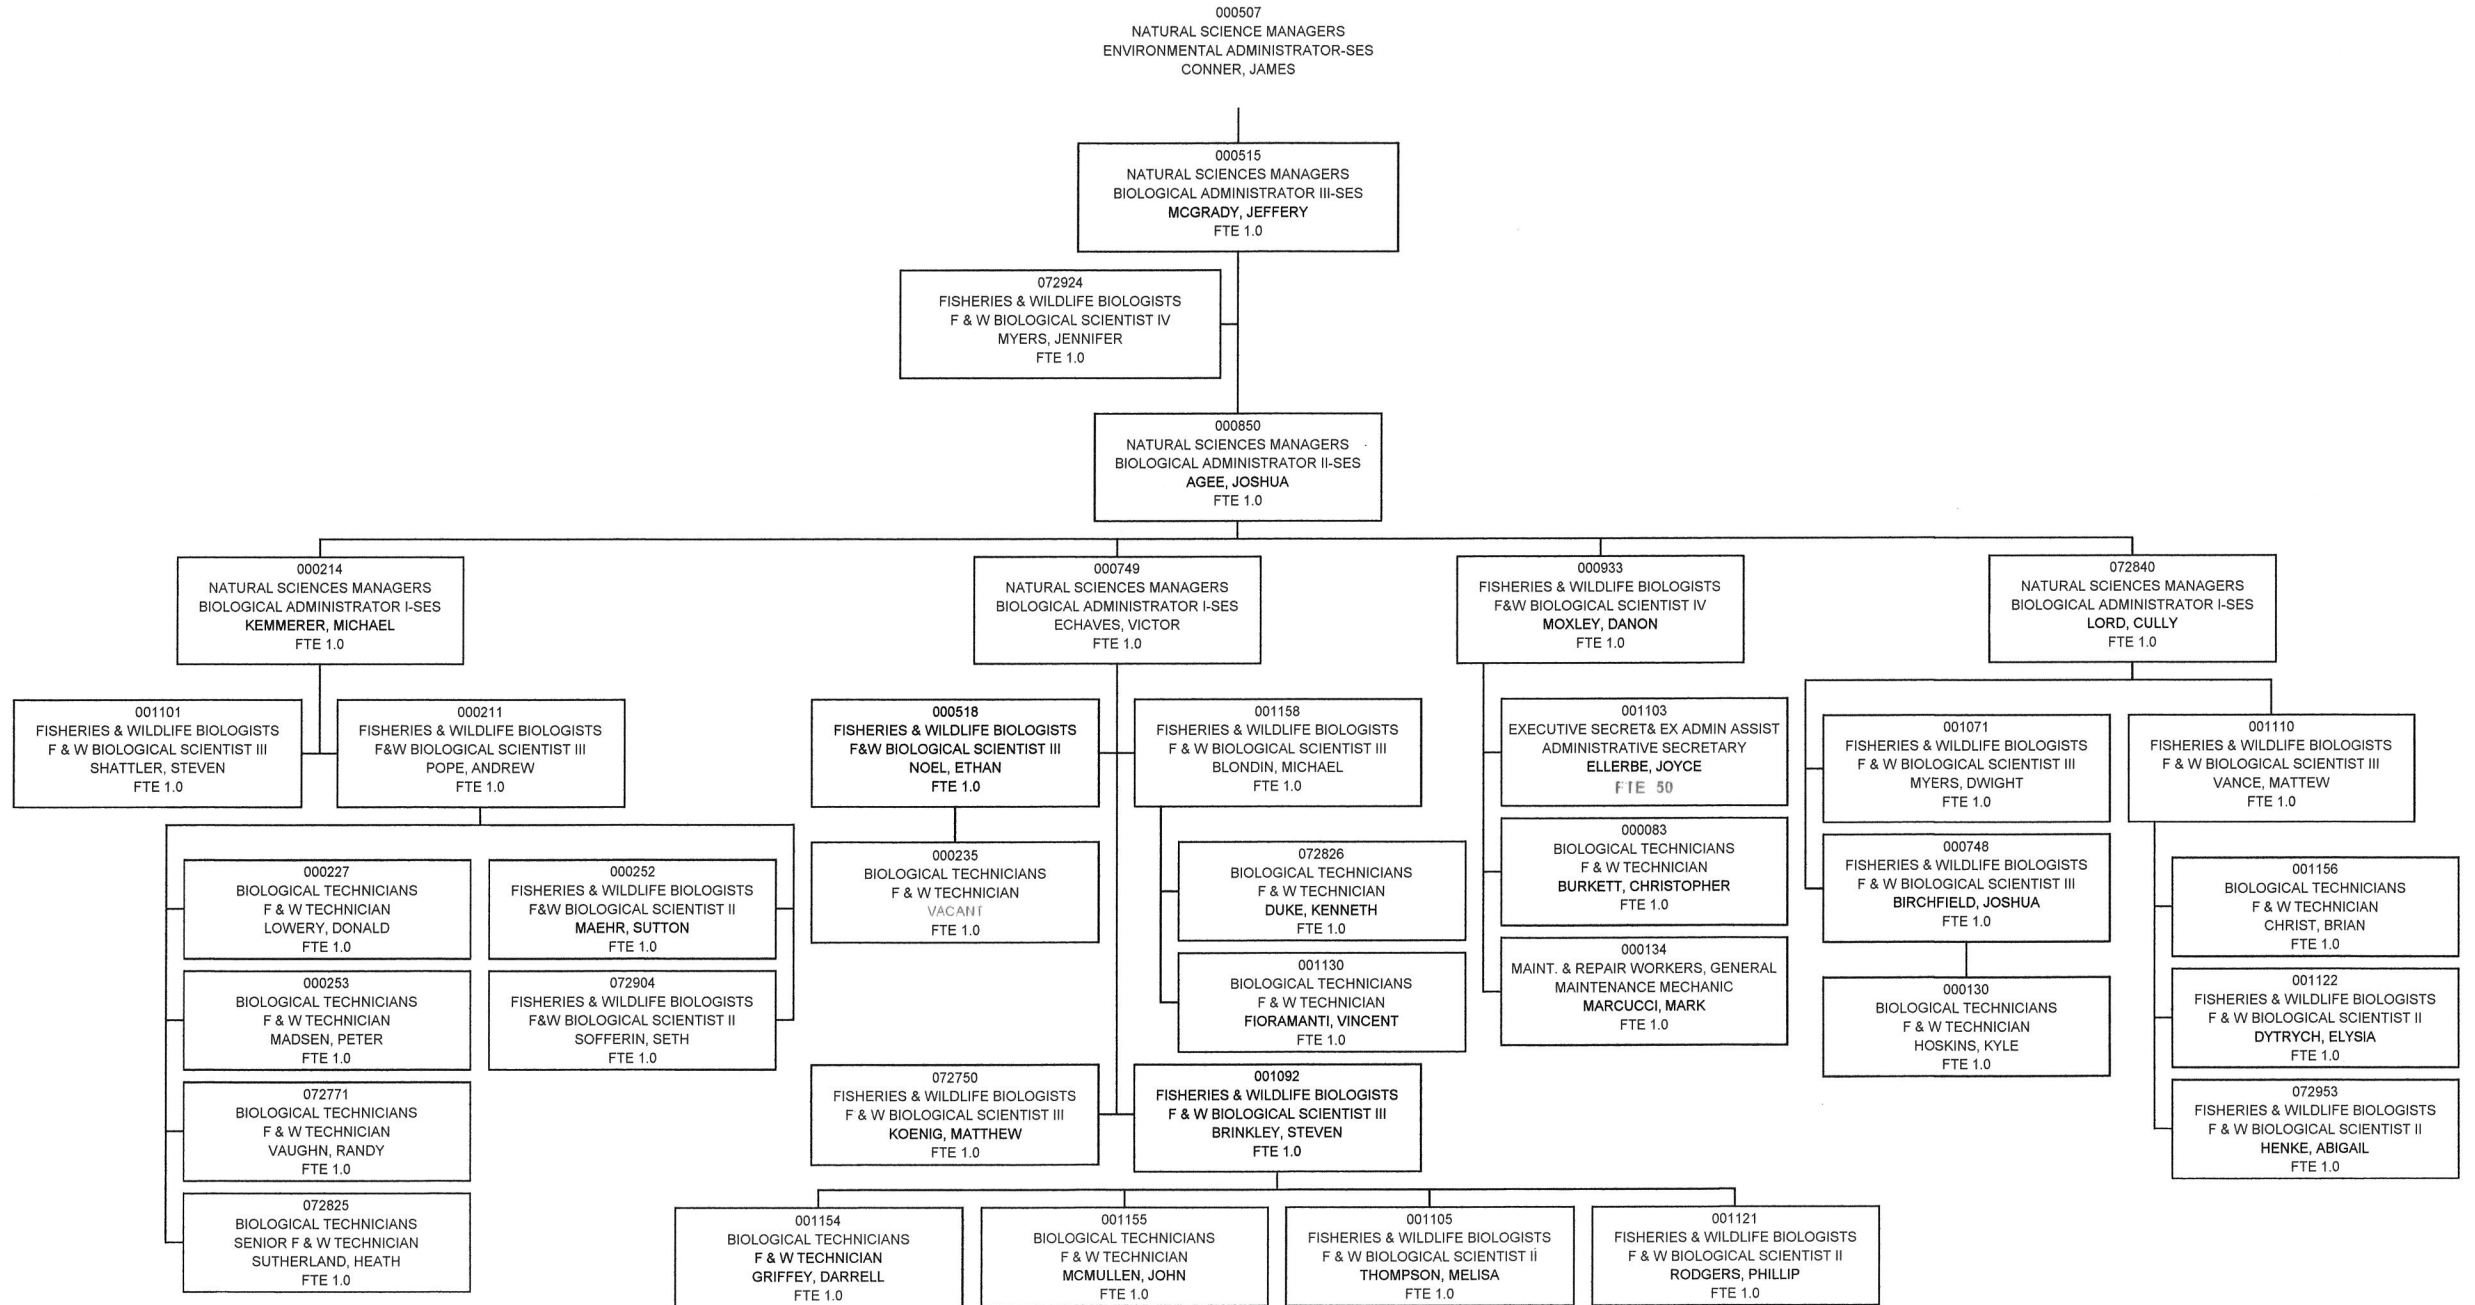 000507
NATURAL SCIENCE MANAGERS
ENVIRONMENTAL ADMINISTRATOR-SES
CONNER, JAMES
000515
NATURAL SCIENCES MANAGERS
BIOLOGICAL ADMINISTRATOR III-SES
MCGRADY, JEFFERY
FTE 1.0
072924
FISHERIES & WILDLIFE BIOLOGISTS
F & W BIOLOGICAL SCIENTIST IV
MYERS, JENNIFER
FTE 1.0
000850
NATURAL SCIENCES MANAGERS
BIOLOGICAL ADMINISTRATOR II-SES
AGEE, JOSHUA
FTE 1.0
000214
NATURAL SCIENCES MANAGERS
BIOLOGICAL ADMINISTRATOR I-SES
KEMMERER, MICHAEL
FTE 1.0
000749
NATURAL SCIENCES MANAGERS
BIOLOGICAL ADMINISTRATOR I-SES
ECHAVES, VICTOR
FTE 1.0
000933
FISHERIES & WILDLIFE BIOLOGISTS
F&W BIOLOGICAL SCIENTIST IV
MOXLEY, DANON
FTE 1.0
072840
NATURAL SCIENCES MANAGERS
BIOLOGICAL ADMINISTRATOR I-SES
LORD, CULLY
FTE 1.0
001101
FISHERIES & WILDLIFE BIOLOGISTS
F & W BIOLOGICAL SCIENTIST III
SHATTLER, STEVEN
FTE 1.0
000211
FISHERIES & WILDLIFE BIOLOGISTS
F&W BIOLOGICAL SCIENTIST III
POPE, ANDREW
FTE 1.0
000518
FISHERIES & WILDLIFE BIOLOGISTS
F&W BIOLOGICAL SCIENTIST III
NOEL, ETHAN
FTE 1.0
001158
FISHERIES & WILDLIFE BIOLOGISTS
F & W BIOLOGICAL SCIENTIST III
BLONDIN, MICHAEL
FTE 1.0
001103
EXECUTIVE SECRET& EX ADMIN ASSIST
ADMINISTRATIVE SECRETARY
ELLERBE, JOYCE
FTE 50
001071
FISHERIES & WILDLIFE BIOLOGISTS
F & W BIOLOGICAL SCIENTIST III
MYERS, DWIGHT
FTE 1.0
001110
FISHERIES & WILDLIFE BIOLOGISTS
F & W BIOLOGICAL SCIENTIST III
VANCE, MATTEW
FTE 1.0
000227
BIOLOGICAL TECHNICIANS
F & W TECHNICIAN
LOWERY, DONALD
FTE 1.0
000252
FISHERIES & WILDLIFE BIOLOGISTS
F&W BIOLOGICAL SCIENTIST II
MAEHR, SUTTON
FTE 1.0
000235
BIOLOGICAL TECHNICIANS
F & W TECHNICIAN
VACANT
FTE 1.0
072826
BIOLOGICAL TECHNICIANS
F & W TECHNICIAN
DUKE, KENNETH
FTE 1.0
000083
BIOLOGICAL TECHNICIANS
F & W TECHNICIAN
BURKETT, CHRISTOPHER
FTE 1.0
000748
FISHERIES & WILDLIFE BIOLOGISTS
F & W BIOLOGICAL SCIENTIST III
BIRCHFIELD, JOSHUA
FTE 1.0
001156
BIOLOGICAL TECHNICIANS
F & W TECHNICIAN
CHRIST, BRIAN
FTE 1.0
000253
BIOLOGICAL TECHNICIANS
F & W TECHNICIAN
MADSEN, PETER
FTE 1.0
072904
FISHERIES & WILDLIFE BIOLOGISTS
F&W BIOLOGICAL SCIENTIST II
SOFFERIN, SETH
FTE 1.0
001130
BIOLOGICAL TECHNICIANS
F & W TECHNICIAN
FIORAMANTI, VINCENT
FTE 1.0
000134
MAINT. & REPAIR WORKERS, GENERAL
MAINTENANCE MECHANIC
MARCUCCI, MARK
FTE 1.0
000130
BIOLOGICAL TECHNICIANS
F & W TECHNICIAN
HOSKINS, KYLE
FTE 1.0
001122
FISHERIES & WILDLIFE BIOLOGISTS
F & W BIOLOGICAL SCIENTIST II
DYTRYCH, ELYSIA
FTE 1.0
072771
BIOLOGICAL TECHNICIANS
F & W TECHNICIAN
VAUGHN, RANDY
FTE 1.0
072750
FISHERIES & WILDLIFE BIOLOGISTS
F & W BIOLOGICAL SCIENTIST III
KOENIG, MATTHEW
FTE 1.0
001092
FISHERIES & WILDLIFE BIOLOGISTS
F & W BIOLOGICAL SCIENTIST III
BRINKLEY, STEVEN
FTE 1.0
072953
FISHERIES & WILDLIFE BIOLOGISTS
F & W BIOLOGICAL SCIENTIST II
HENKE, ABIGAIL
FTE 1.0
072825
BIOLOGICAL TECHNICIANS
SENIOR F & W TECHNICIAN
SUTHERLAND, HEATH
FTE 1.0
001154
BIOLOGICAL TECHNICIANS
F & W TECHNICIAN
GRIFFEY, DARRELL
FTE 1.0
001155
BIOLOGICAL TECHNICIANS
F & W TECHNICIAN
MCMULLEN, JOHN
FTE 1.0
001105
FISHERIES & WILDLIFE BIOLOGISTS
F & W BIOLOGICAL SCIENTIST II
THOMPSON, MELISA
FTE 1.0
001121
FISHERIES & WILDLIFE BIOLOGISTS
F & W BIOLOGICAL SCIENTIST II
RODGERS, PHILLIP
FTE 1.0